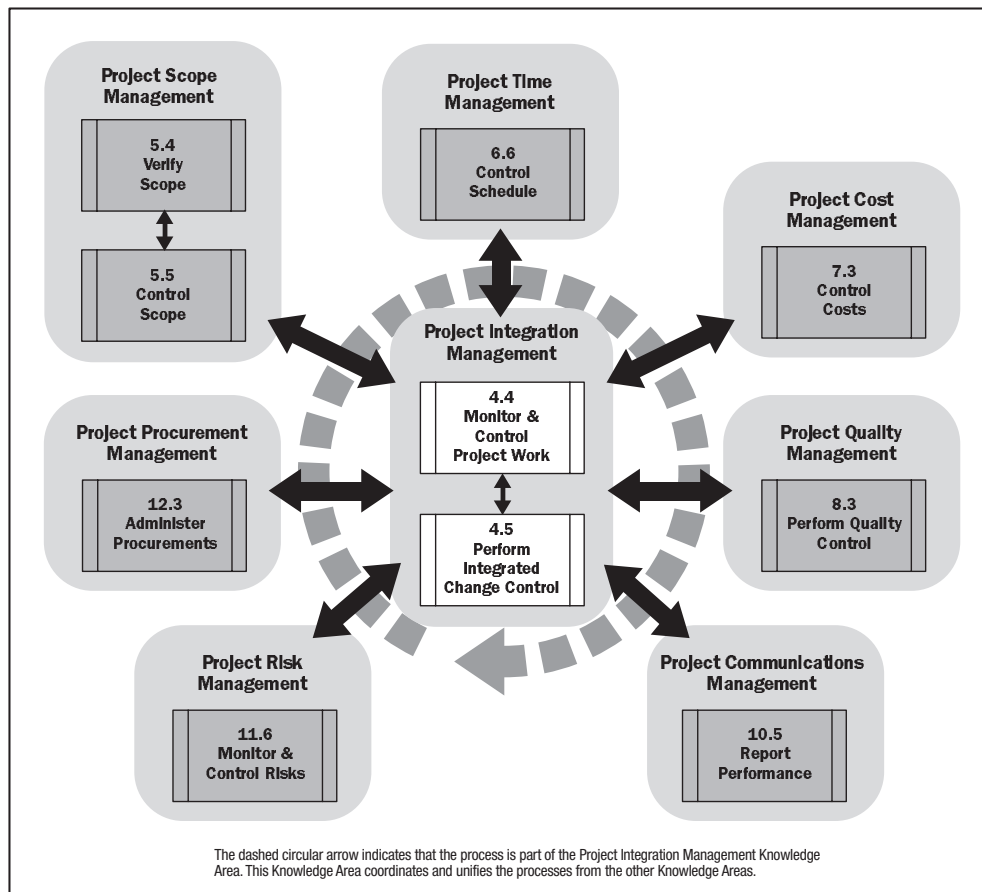 Project Scope
Management
5.4
Verify
Scope
5.5
Control
Scope
Project Time
Management
6.6
Control
Schedule
Project Cost
Management
7.3
Control
Costs
Project Integration
Management
4.4
Monitor &
Control
Project Work
4.5
Perform
Integrated
Change Control
Project Procurement
Management
12.3
Administer
Procurements
Project Quality
Management
8.3
Perform Quality
Control
Project Risk
Management
11.6
Monitor &
Control Risks
Project Communications
Management
10.5
Report
Performance
The dashed circular arrow indicates that the process is part of the Project Integration Management Knowledge
Area. This Knowledge Area coordinates and unifies the processes from the other Knowledge Areas.